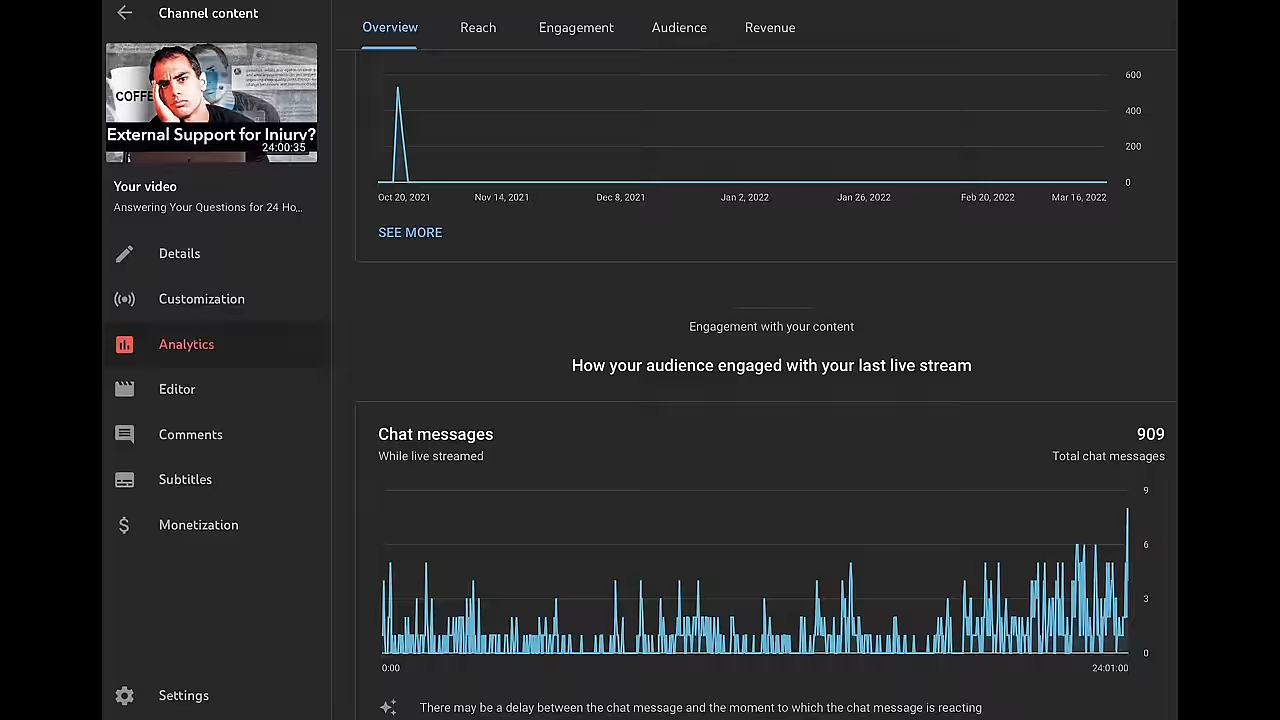 Channel content
COFFE
External Support for Injury?
24:00:35
Your video
Answering Your Questions for 24 Ho...
Details
Customization
Analytics
Editor
Comments
Subtitles
Monetization
Settings
Overview Reach Engagement Audience Revenue
600
400
200
0
Oct 20, 2021 Nov 14, 2021 Dec 8, 2021 Jan 2, 2022 Jan 26, 2022 Feb 20, 2022 Mar 16, 2022
SEE MORE
Engagement with your content
How your audience engaged with your last live stream
Chat messages 909
While live streamed Total chat messages
9
6
3
0
0:00 24:01:00
There may be a delay between the chat message and the moment to which the chat message is reacting